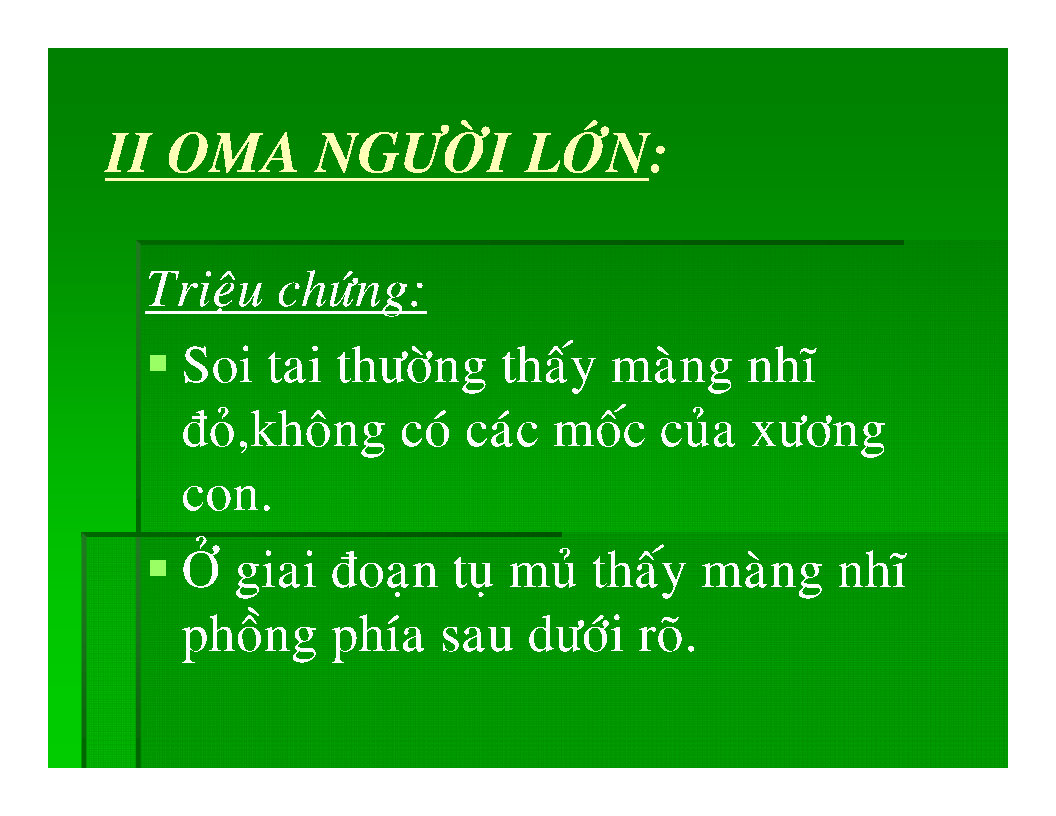 II OMA NGƯỜI LỚN:
Triệu chứng:
▪ Soi tai thường thấy màng nhĩ
đỏ,không có các mốc của xương
con.
▪ Ở giai đoạn tụ mủ thấy màng nhĩ
phồng phía sau dưới rõ.